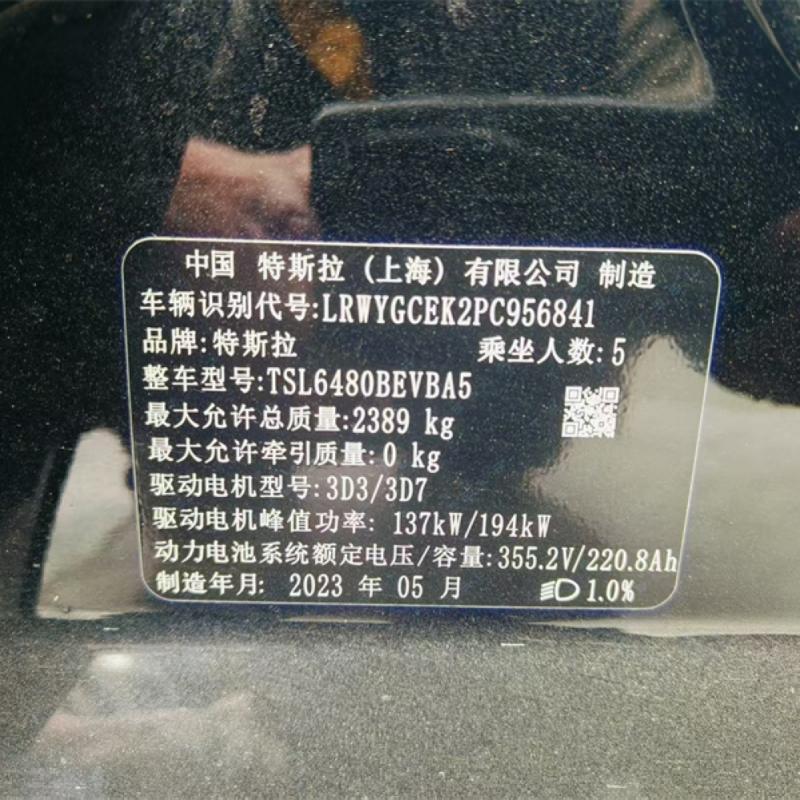 中国 特斯拉 (上海) 有限公司 制造
车辆识别代号:LRWYGCEK2PC956841
品牌:特斯拉 乘坐人数:5
整车型号:TSL6480BEVBA5
最大允许总质量:2389 kg
最大允许牵引质量:0 kg
驱动电机型号:3D3/3D7
驱动电机峰值功率: 137kW/194kW
动力电池系统额定电压/容量:355.2V/220.8Ah
制造年月: 2023 年 05 月 1.0%